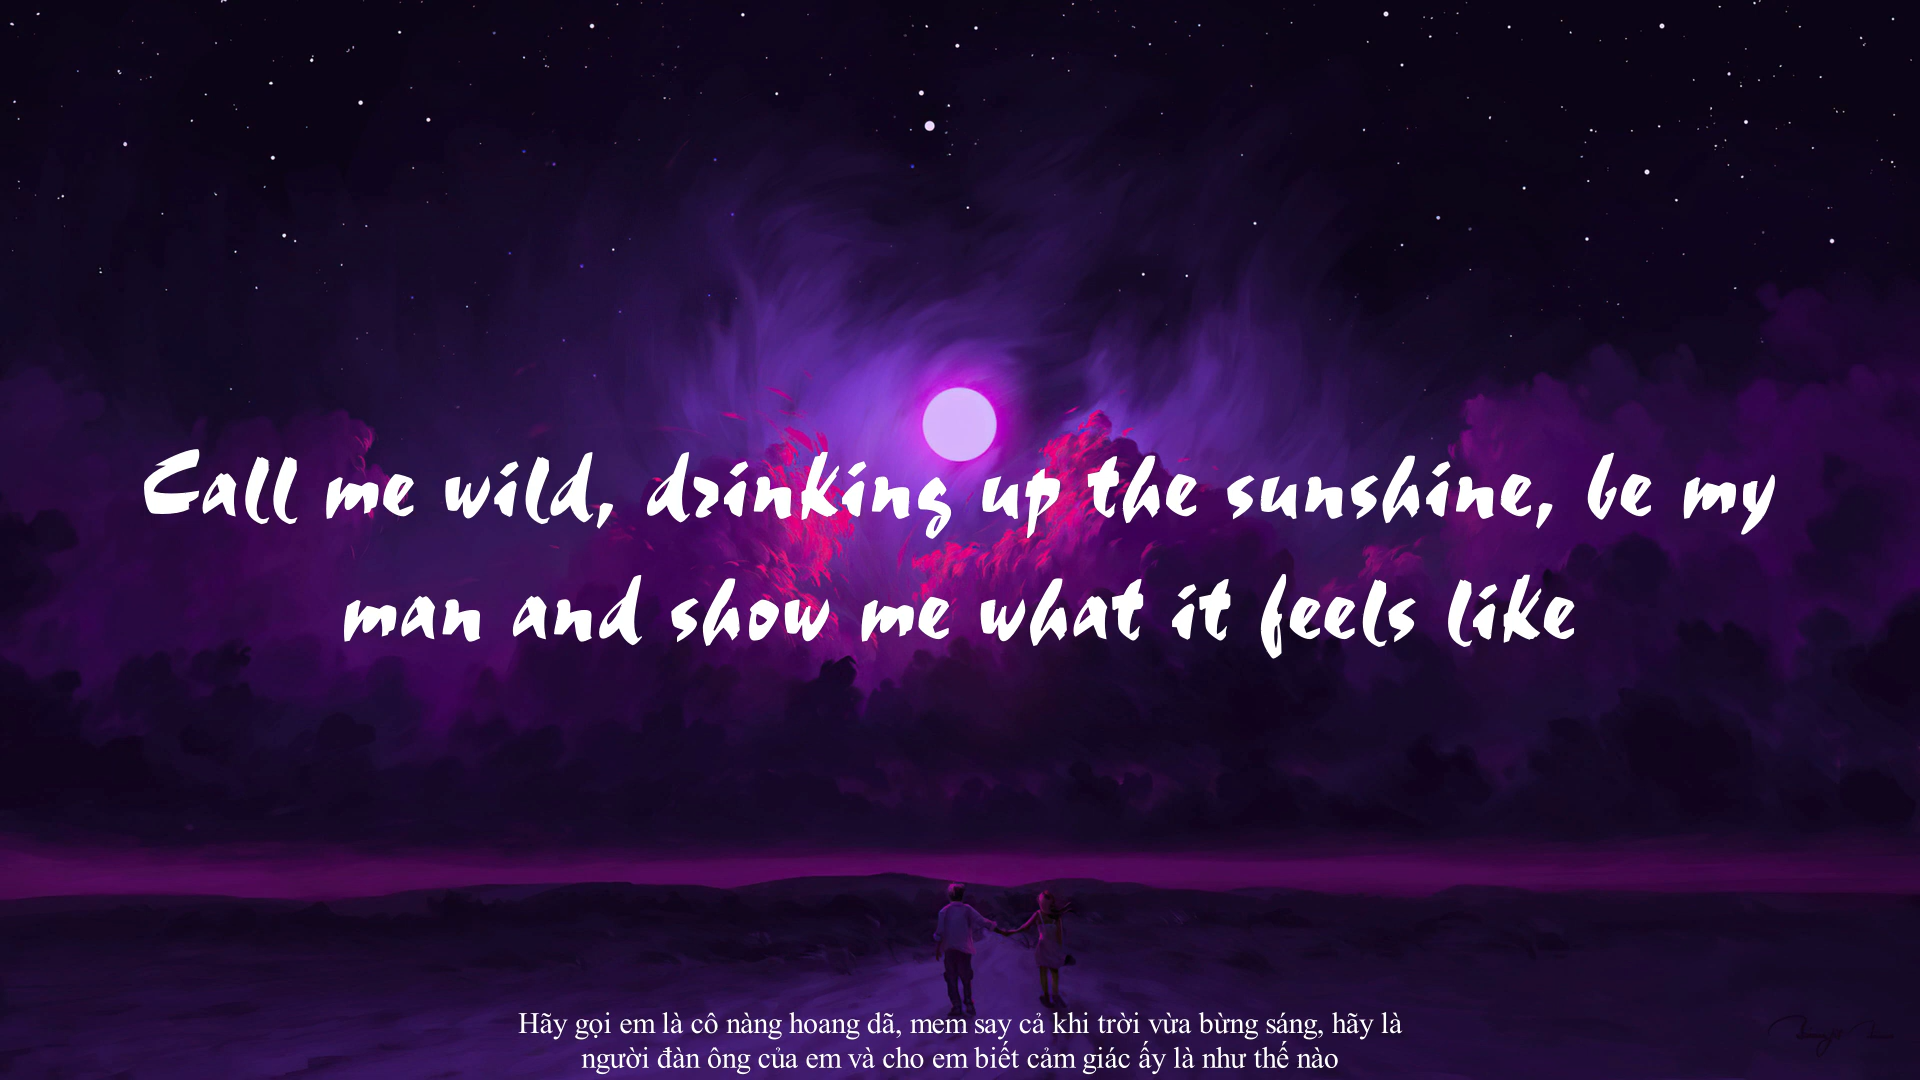 Call me wild, drinking up the sunshine, be my
man and show me what it feels like
Hãy gọi em là cô nàng hoang dã, mem say cả khi trời vừa bừng sáng, hãy là
người đàn ông của em và cho em biết cảm giác ấy là như thế nào